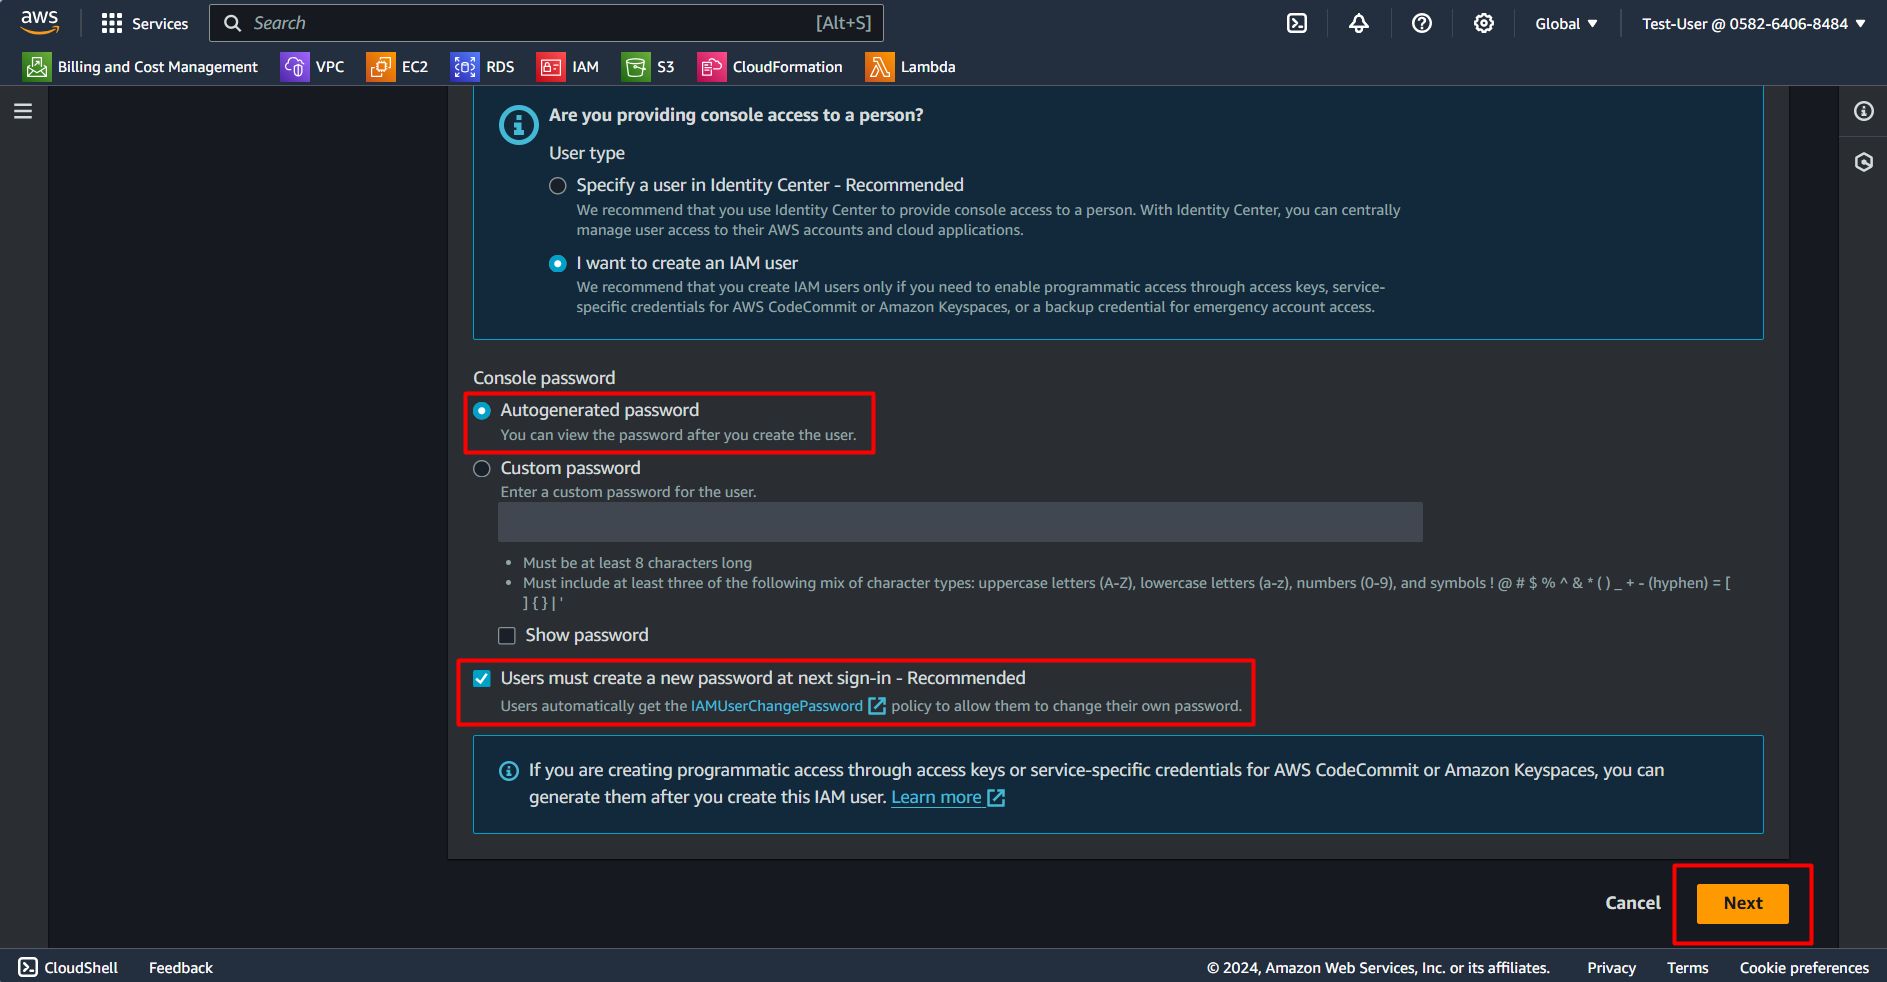 aws
Services
Search
[Alt+S]
Global
Test-User @ 0582-6406-8484
Billing and Cost Management
VPC
EC2
RDS
IAM
S3
CloudFormation
Lambda
Are you providing console access to a person?
User type
Specify a user in Identity Center - Recommended
We recommend that you use Identity Center to provide console access to a person. With Identity Center, you can centrally
manage user access to their AWS accounts and cloud applications.
I want to create an IAM user
We recommend that you create IAM users only if you need to enable programmatic access through access keys, service-
specific credentials for AWS CodeCommit or Amazon Keyspaces, or a backup credential for emergency account access.
Console password
Autogenerated password
You can view the password after you create the user.
Custom password
Enter a custom password for the user.
• Must be at least 8 characters long
• Must include at least three of the following mix of character types: uppercase letters (A-Z), lowercase letters (a-z), numbers (0-9), and symbols ! @ # $ % ^ & * ( ) _ + - (hyphen) = [
] { } | '
Show password
Users must create a new password at next sign-in - Recommended
Users automatically get the IAMUserChangePassword policy to allow them to change their own password.
If you are creating programmatic access through access keys or service-specific credentials for AWS CodeCommit or Amazon Keyspaces, you can
generate them after you create this IAM user. Learn more
Cancel
Next
CloudShell
Feedback
© 2024, Amazon Web Services, Inc. or its affiliates.
Privacy
Terms
Cookie preferences